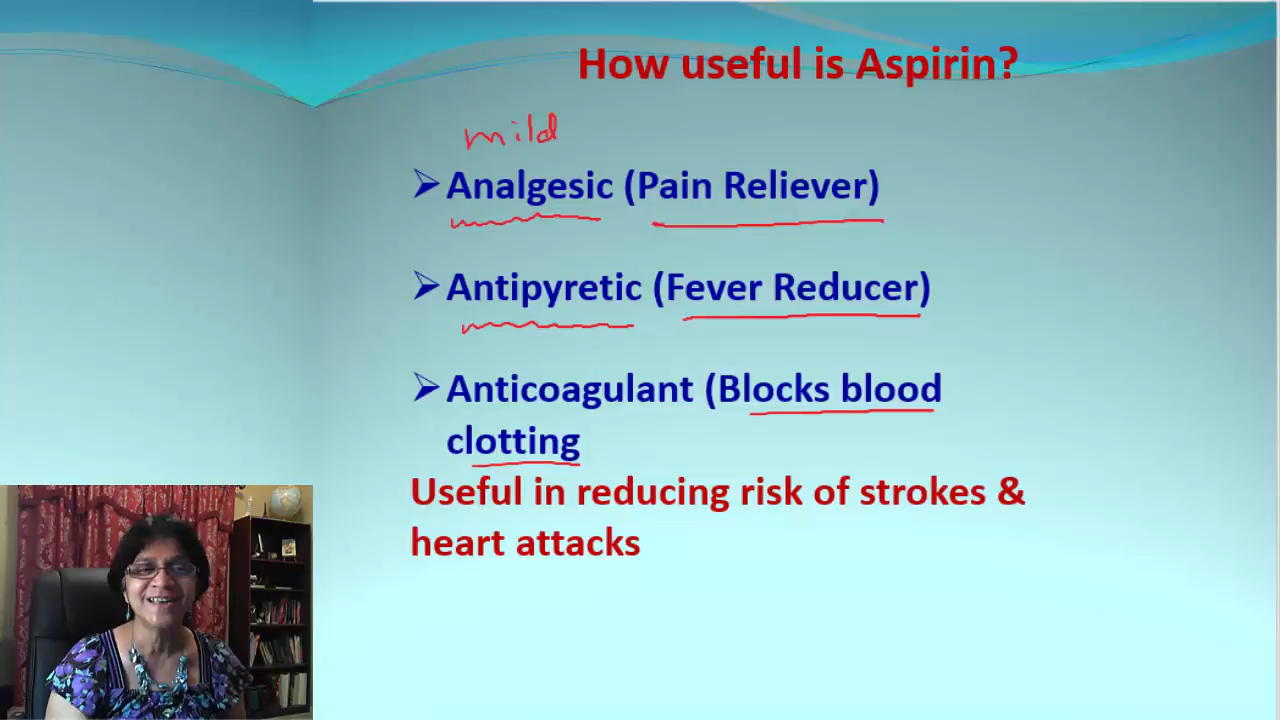 How useful is Aspirin?
mild
Analgesic (Pain Reliever)
Antipyretic (Fever Reducer)
Anticoagulant (Blocks blood
clotting
Useful in reducing risk of strokes &
heart attacks